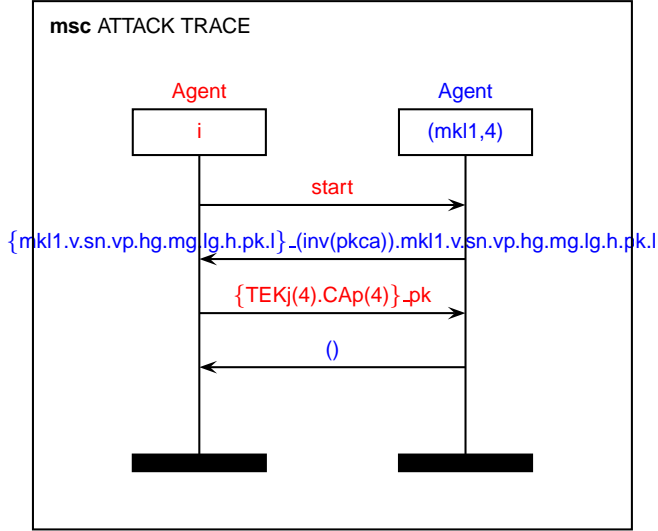 msc ATTACK TRACE
Agent Agent
i (mkl1,4)
start
{mkl1.v.sn.vp.hg.mg.lg.h.pk.l}_(inv(pkca)).mkl1.v.sn.vp.hg.mg.lg.h.pk.l
{TEKj(4).CAp(4)}_pk
()